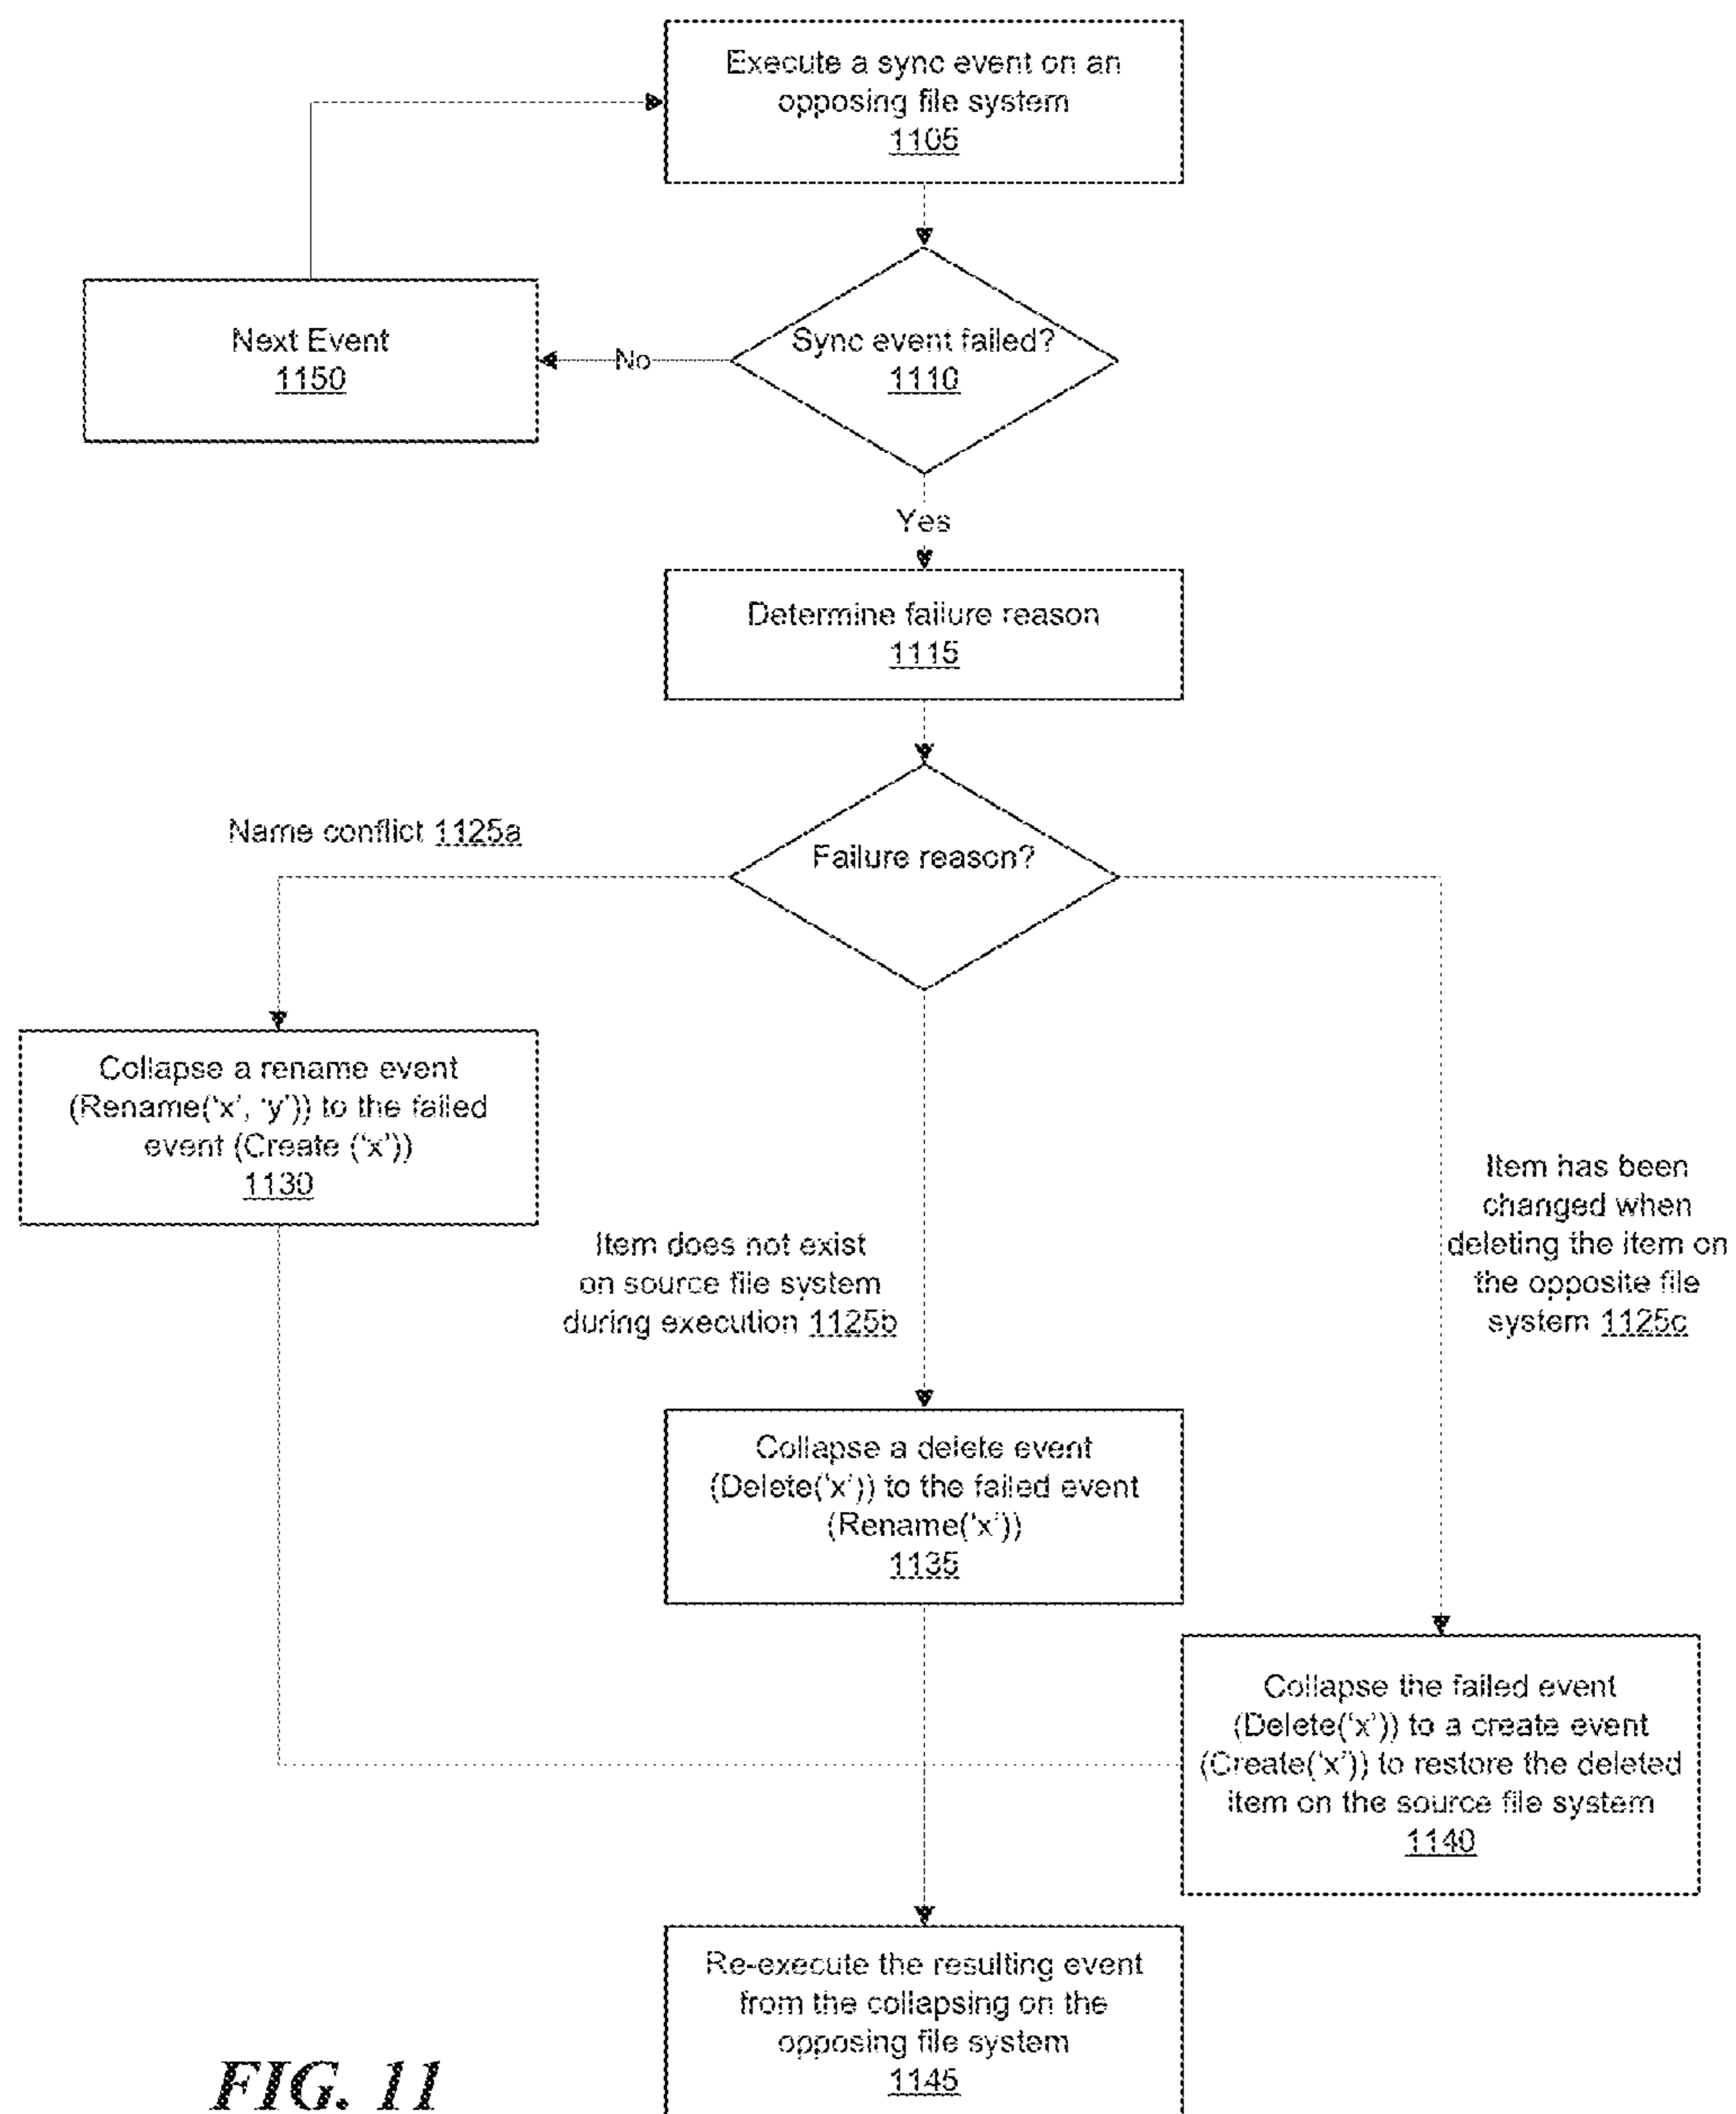 Execute a sync event on an
opposing file system
1105
Next Event
1150
No
Sync event failed?
1110
Yes
Determine failure reason
1115
Name conflict 1125a
Failure reason?
Collapse a rename event
(Rename('x', 'y')) to the failed
event (Create ('x'))
1130
Item does not exist
on source file system
during execution 1125b
Item has been
changed when
deleting the item on
the opposite file
system 1125c
Collapse a delete event
(Delete('x')) to the failed event
(Rename('x'))
1135
Collapse the failed event
(Delete('x')) to a create event
(Create('x')) to restore the deleted
item on the source file system
1140
Re-execute the resulting event
from the collapsing on the
opposing file system
1145
FIG. 11